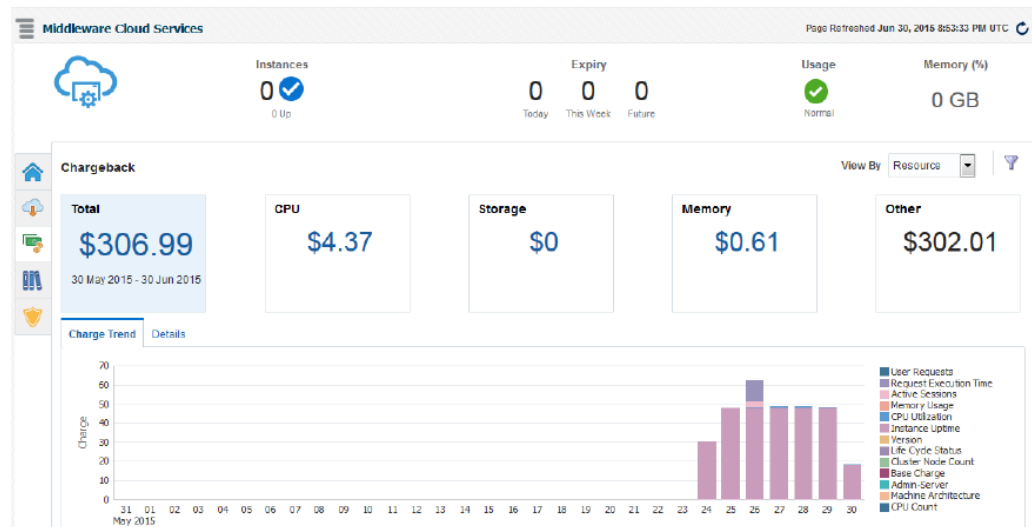 Middleware Cloud Services
Page Refreshed Jun 30, 2015 8:53:33 PM UTC
Instances
Expiry
Usage
Memory (%)
0
0 0 0
0 GB
0 Up
Today This Week Future
Normal
Chargeback
View By Resource
Total
CPU
Storage
Memory
Other
$306.99
$4.37
$0
$0.61
$302.01
30 May 2015 - 30 Jun 2015
Charge Trend Details
Charge
70
60
50
40
30
20
10
0
31 01 02 03 04 05 06 07 08 09 10 11 12 13 14 15 16 17 18 19 20 21 22 23 24 25 26 27 28 29 30
May 2015
User Requests
Request Execution Time
Active Sessions
Memory Usage
CPU Utilization
Instance Uptime
Version
Life Cycle Status
Cluster Node Count
Base Charge
Admin-Server
Machine Architecture
CPU Count